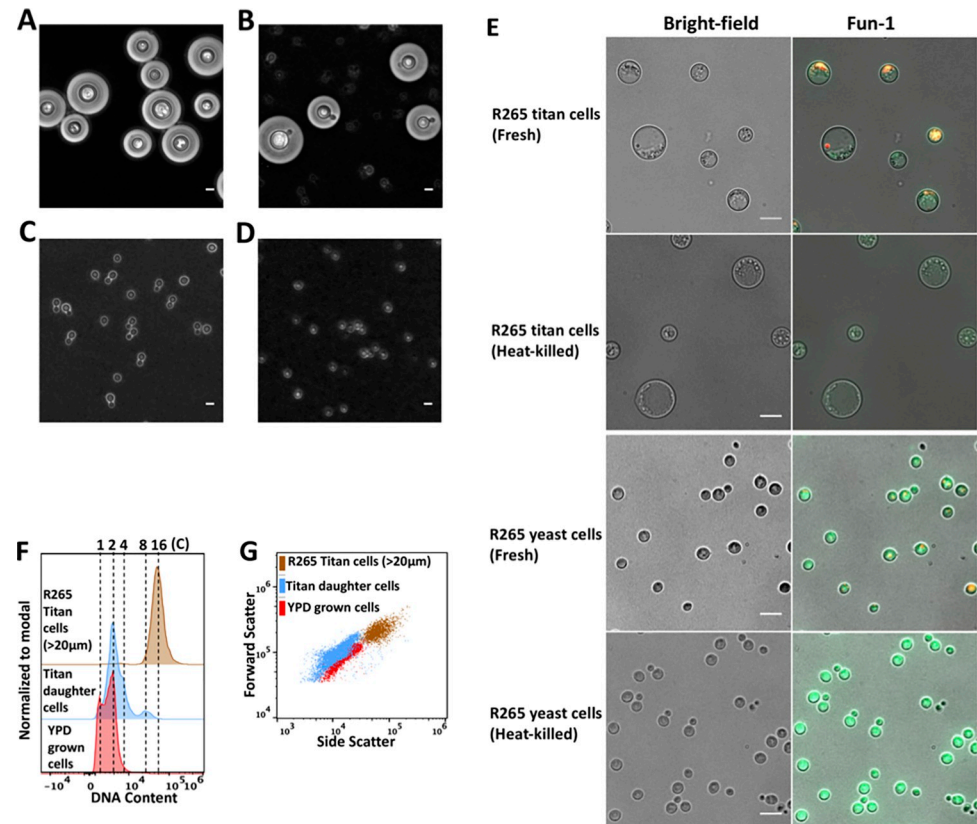 A
B
C
D
E
Bright-field
Fun-1
R265 titan cells
(Fresh)
R265 titan cells
(Heat-killed)
R265 yeast cells
(Fresh)
R265 yeast cells
(Heat-killed)
F
1 2 4 8 16 (C)
Normalized to modal
R265
Titan
cells
(>20µm)
Titan
daughter
cells
YPD
grown
cells
-10⁴ 0 10⁴ 10⁵ 10⁶
DNA Content
G
R265 Titan cells (>20µm)
Titan daughter cells
YPD grown cells
Forward Scatter
10⁶
10⁵
10⁴
10³ 10⁴ 10⁵ 10⁶
Side Scatter